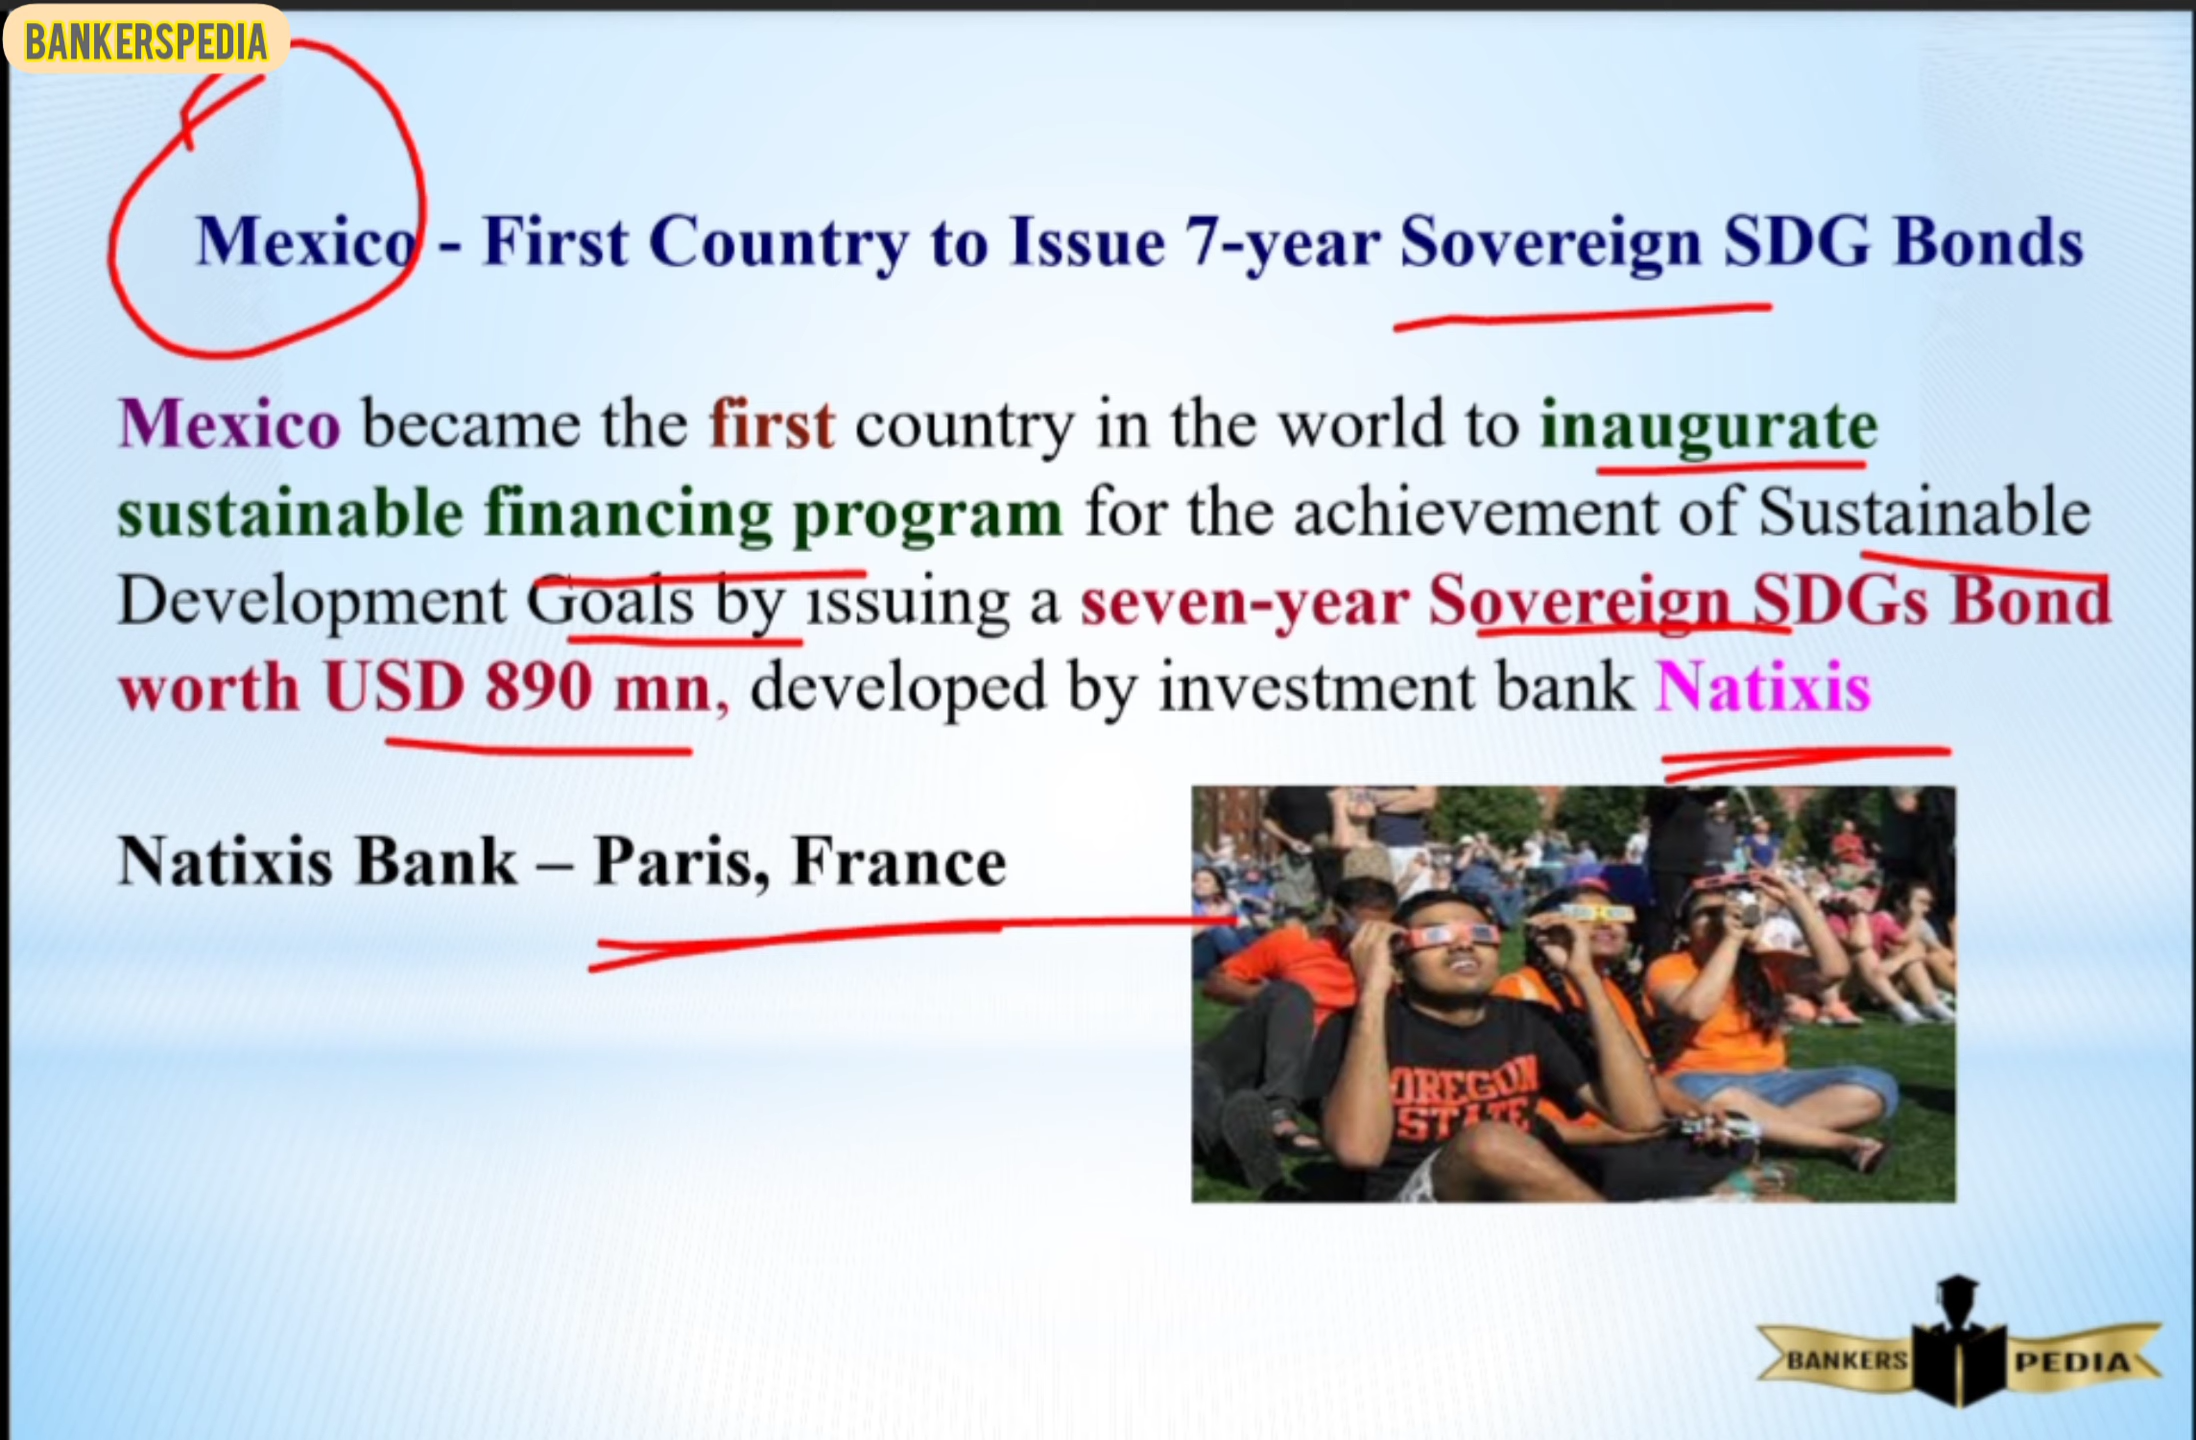 BANKERSPEDIA
Mexico - First Country to Issue 7-year Sovereign SDG Bonds
Mexico became the first country in the world to inaugurate
sustainable financing program for the achievement of Sustainable
Development Goals by issuing a seven-year Sovereign SDGs Bond
worth USD 890 mn, developed by investment bank Natixis
Natixis Bank – Paris, France
OREGON
STATE
BANKERS PEDIA